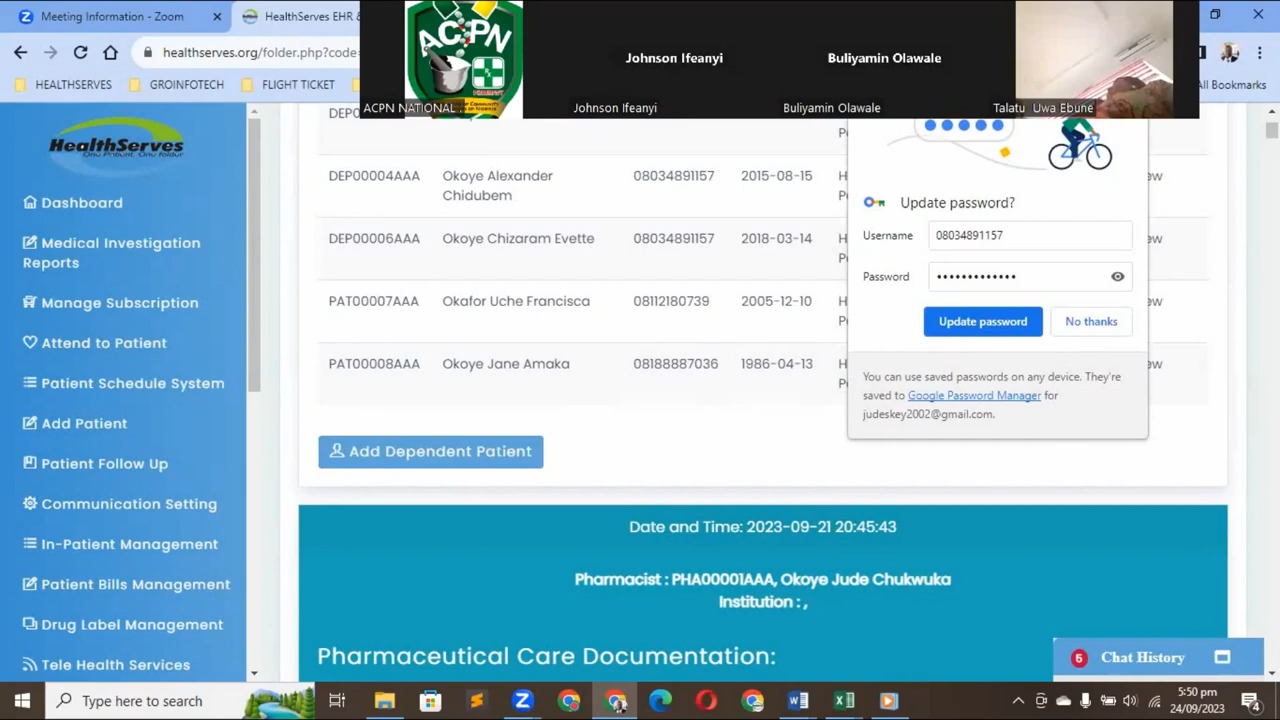 Meeting Information - Zoom
HealthServes EHR &
healthserves.org/folder.php?code=
HEALTHSERVES
GROINFOTECH
FLIGHT TICKET
All Bookmarks
ACPN
ACPN NATIONAL
Johnson Ifeanyi
Johnson Ifeanyi
Buliyamin Olawale
Buliyamin Olawale
Talatu Uwa Ebune
HealthServes
One Patient. One folder
Dashboard
Medical Investigation
Reports
Manage Subscription
Attend to Patient
Patient Schedule System
Add Patient
Patient Follow Up
Communication Setting
In-Patient Management
Patient Bills Management
Drug Label Management
Tele Health Services
DEP00004AAA Okoye Alexander Chidubem 08034891157 2015-08-15
DEP00006AAA Okoye Chizaram Evette 08034891157 2018-03-14
PAT00007AAA Okafor Uche Francisca 08112180739 2005-12-10
PAT00008AAA Okoye Jane Amaka 08188887036 1986-04-13
Add Dependent Patient
Update password?
Username 08034891157
Password •••••••••••••
Update password No thanks
You can use saved passwords on any device. They're
saved to Google Password Manager for
judeskey2002@gmail.com.
Date and Time: 2023-09-21 20:45:43
Pharmacist : PHA00001AAA, Okoye Jude Chukwuka
Institution : ,
Pharmaceutical Care Documentation:
5 Chat History
Type here to search
5:50 pm
24/09/2023
4